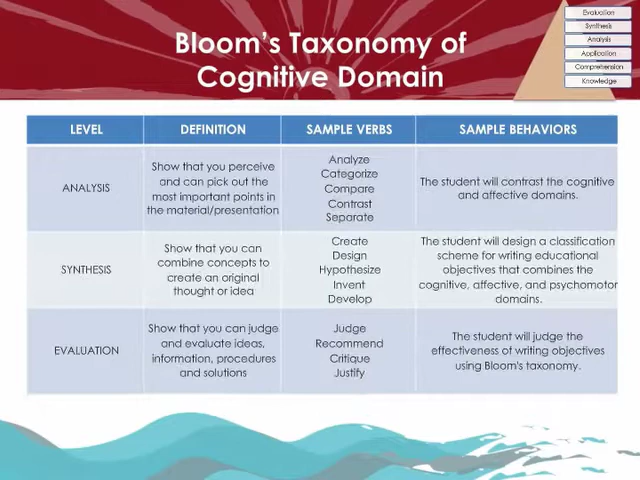 Bloom's Taxonomy of
Cognitive Domain
Evaluation
Synthesis
Analysis
Application
Comprehension
Knowledge
LEVEL
DEFINITION
SAMPLE VERBS
SAMPLE BEHAVIORS
ANALYSIS
Show that you perceive
and can pick out the
most important points in
the material/presentation
Analyze
Categorize
Compare
Contrast
Separate
The student will contrast the cognitive
and affective domains.
SYNTHESIS
Show that you can
combine concepts to
create an original
thought or idea
Create
Design
Hypothesize
Invent
Develop
The student will design a classification
scheme for writing educational
objectives that combines the
cognitive, affective, and psychomotor
domains.
EVALUATION
Show that you can judge
and evaluate ideas,
information, procedures
and solutions
Judge
Recommend
Critique
Justify
The student will judge the
effectiveness of writing objectives
using Bloom's taxonomy.